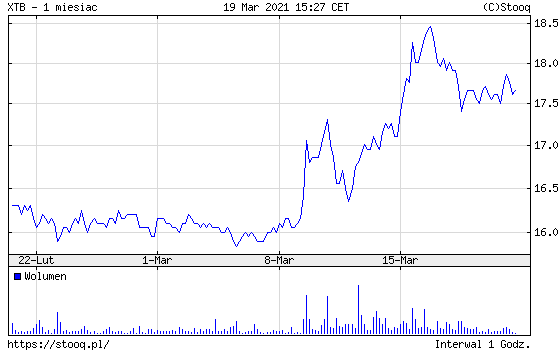 XTB - 1 miesiac 19 Mar 2021 15:27 CET (C)Stooq
18.5
18.0
17.5
17.0
16.5
16.0
22-Lut 1-Mar 8-Mar 15-Mar
Wolumen
https://stooq.pl/ Interwal 1 Godz.